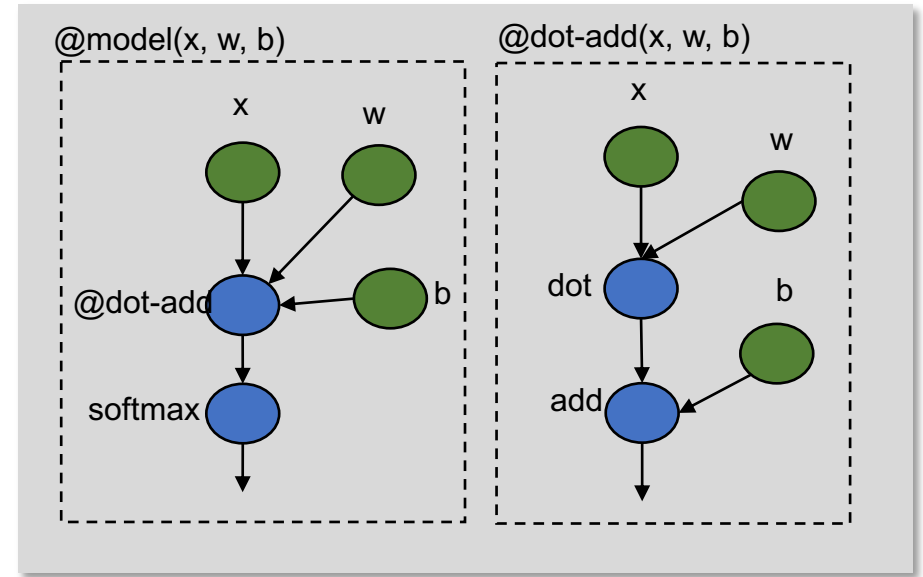 @model(x, w, b)
x
w
@dot-add
b
softmax
@dot-add(x, w, b)
x
w
dot
b
add